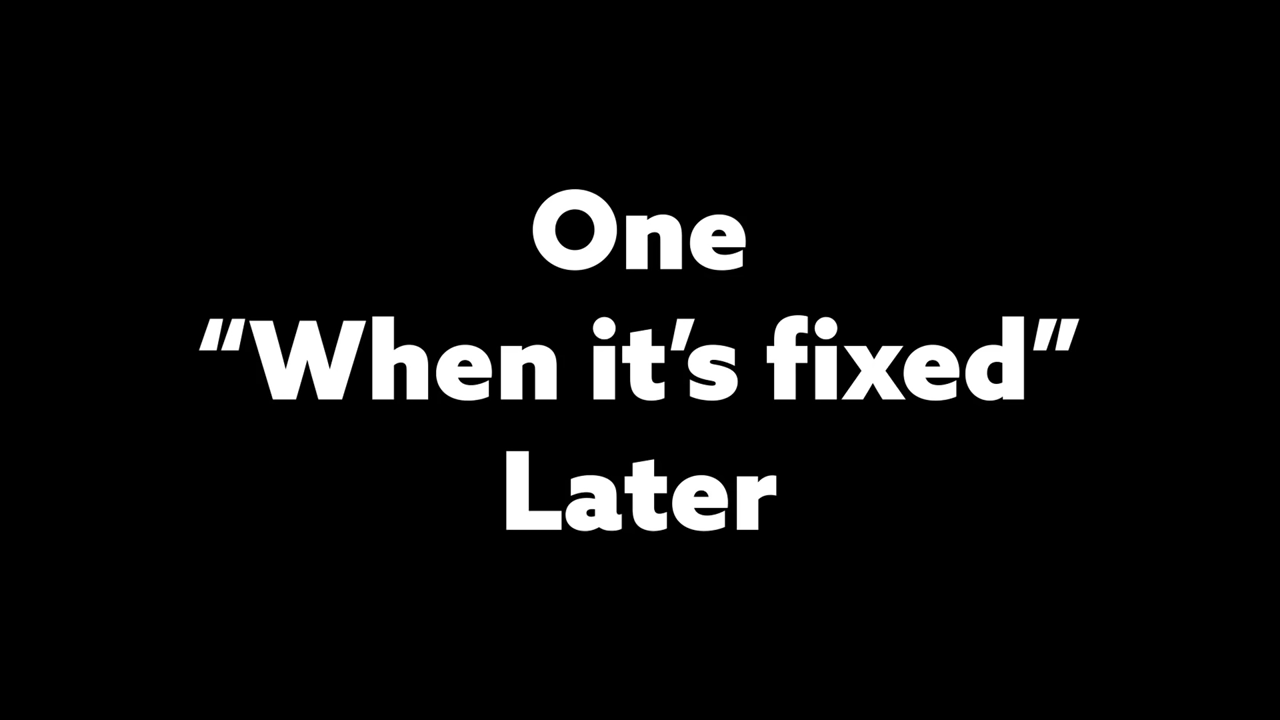 One
“When it’s fixed”
Later